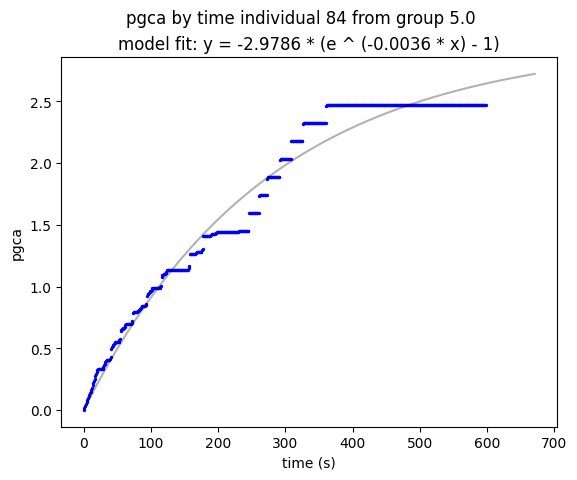 pgca by time individual 84 from group 5.0
model fit: y = -2.9786 * (e ^ (-0.0036 * x) - 1)
2.5
2.0
1.5
1.0
0.5
0.0
pgca
0 100 200 300 400 500 600 700
time (s)